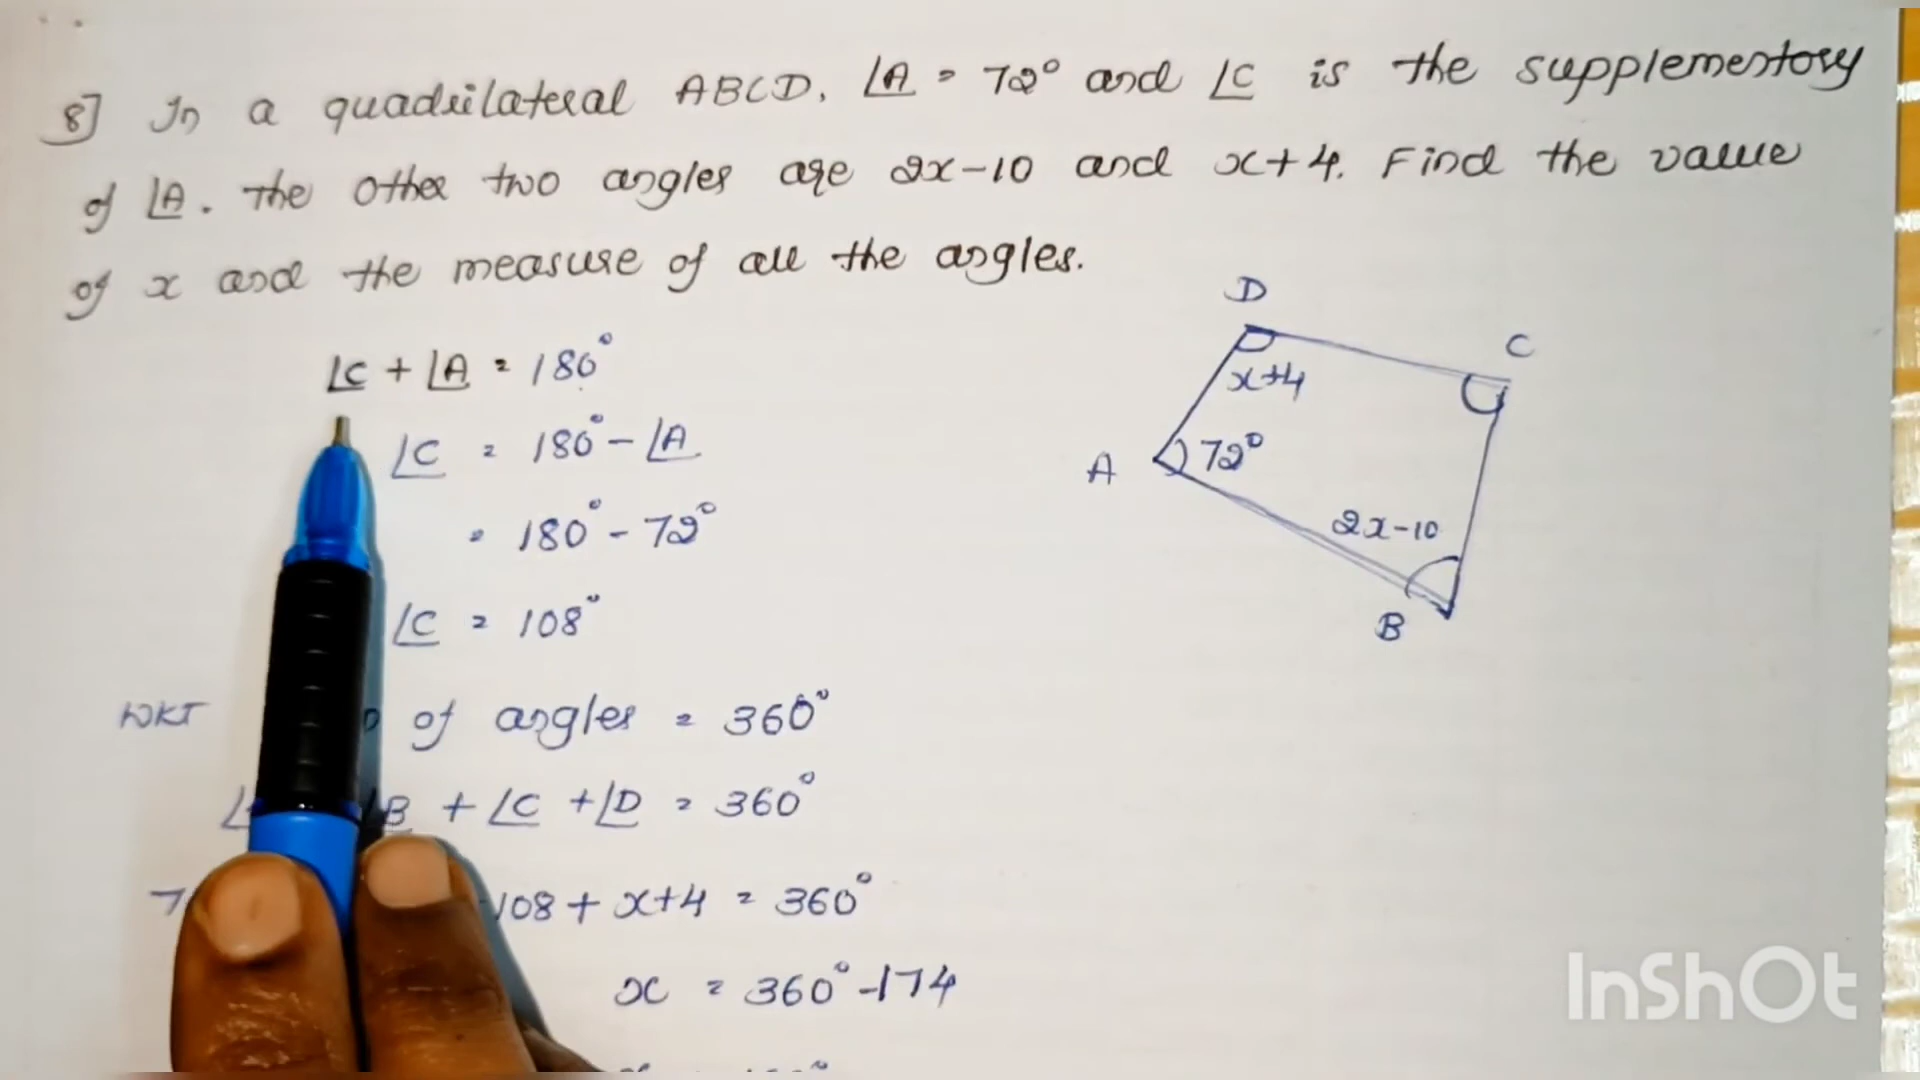 8] In a quadrilateral ABCD, ∠A = 72° and ∠C is the supplementory
of ∠A. The other two angles are 2x-10 and x+4. Find the value
of x and the measure of all the angles.
∠C + ∠A = 180°
∠C = 180° - ∠A
= 180° - 72°
∠C = 108°
WKT of angles = 360°
B + ∠C + ∠D = 360°
108 + x+4 = 360°
x = 360° - 174
D
C
x+4
A
72°
2x-10
B
InShOt